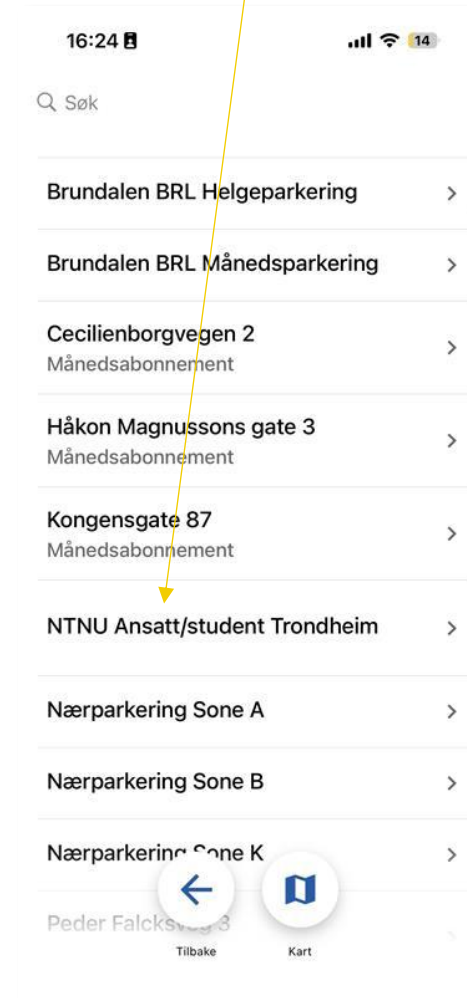 16:24
14
Søk
Brundalen BRL Helgeparkering
Brundalen BRL Månedsparkering
Cecilienborgvegen 2
Månedsabonnement
Håkon Magnussons gate 3
Månedsabonnement
Kongensgate 87
Månedsabonnement
NTNU Ansatt/student Trondheim
Nærparkering Sone A
Nærparkering Sone B
Nærparkering Sone K
Peder Falcks 3
Tilbake
Kart